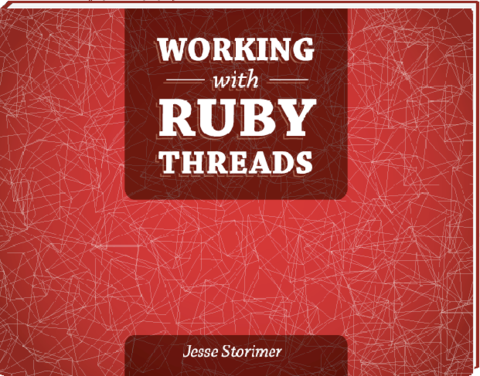 WORKING
with
RUBY
THREADS
Jesse Storimer